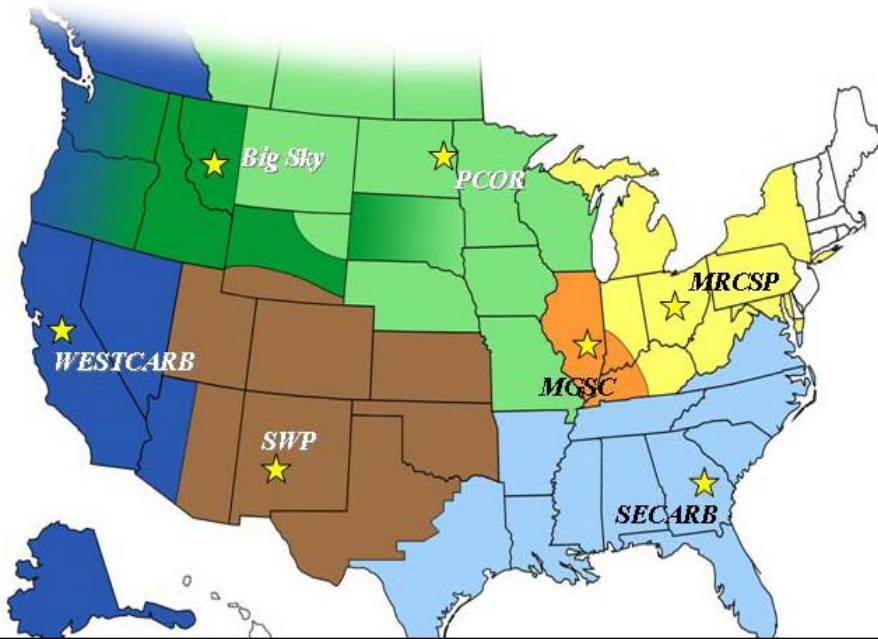 Big Sky
PCOR
MRCSP
WESTCARB
MGSC
SWP
SECARB